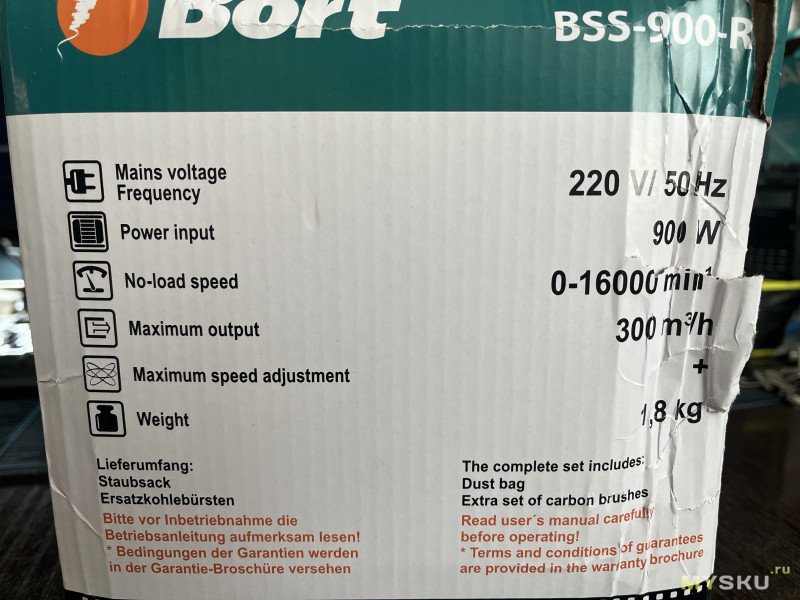 Bort
BSS-900-R
Mains voltage
Frequency
220 V/ 50 Hz
Power input
900 W
No-load speed
0-16000 min⁻¹
Maximum output
300 m³/h
Maximum speed adjustment
+
Weight
1,8 kg
Lieferumfang:
Staubsack
Ersatzkohlebürsten
Bitte vor Inbetriebnahme die
Betriebsanleitung aufmerksam lesen!
* Bedingungen der Garantien werden
in der Garantie-Broschüre versehen
The complete set includes:
Dust bag
Extra set of carbon brushes
Read user´s manual carefully
before operating!
* Terms and conditions of guarantees
are provided in the warranty brochure
MYSKU.ru